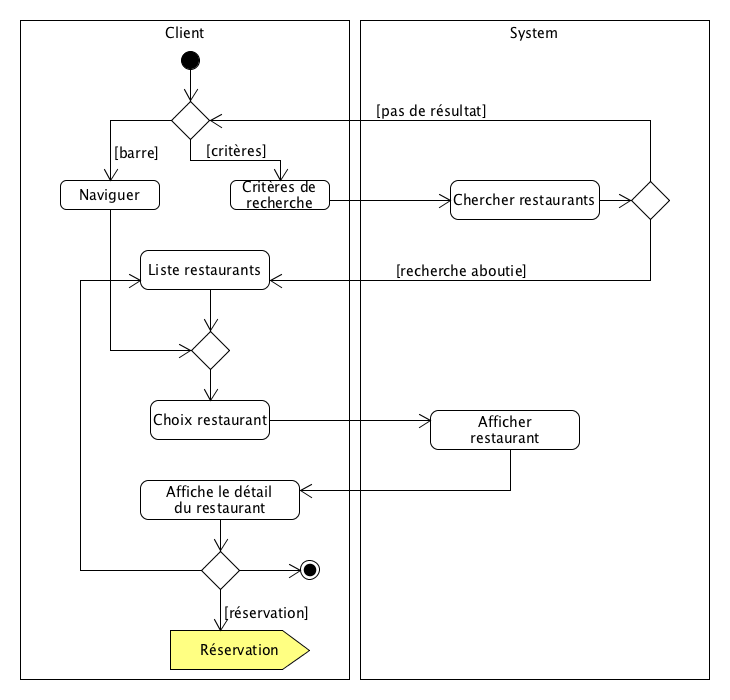 Client
System
[pas de résultat]
[barre]
[critères]
Naviguer
Critères de
recherche
Chercher restaurants
Liste restaurants
[recherche aboutie]
Choix restaurant
Afficher
restaurant
Affiche le détail
du restaurant
[réservation]
Réservation